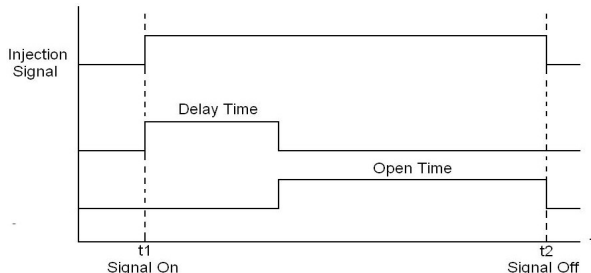 Injection
Signal
Delay Time
Open Time
t1
Signal On
t2
Signal Off